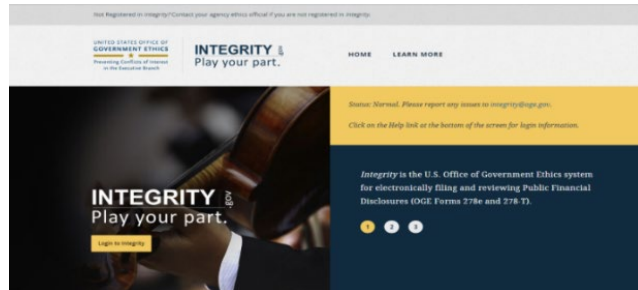 Not Registered in Integrity? Contact your agency ethics official if you are not registered in Integrity.
UNITED STATES OFFICE OF
GOVERNMENT ETHICS
Preventing Conflicts of Interest
in the Executive Branch
INTEGRITY
Play your part.
HOME
LEARN MORE
Status: Normal. Please report any issues to integrity@oge.gov.
Click on the Help link at the bottom of the screen for login information.
INTEGRITY .gov
Play your part.
Login to Integrity
Integrity is the U.S. Office of Government Ethics system
for electronically filing and reviewing Public Financial
Disclosures (OGE Forms 278e and 278-T).
1 2 3